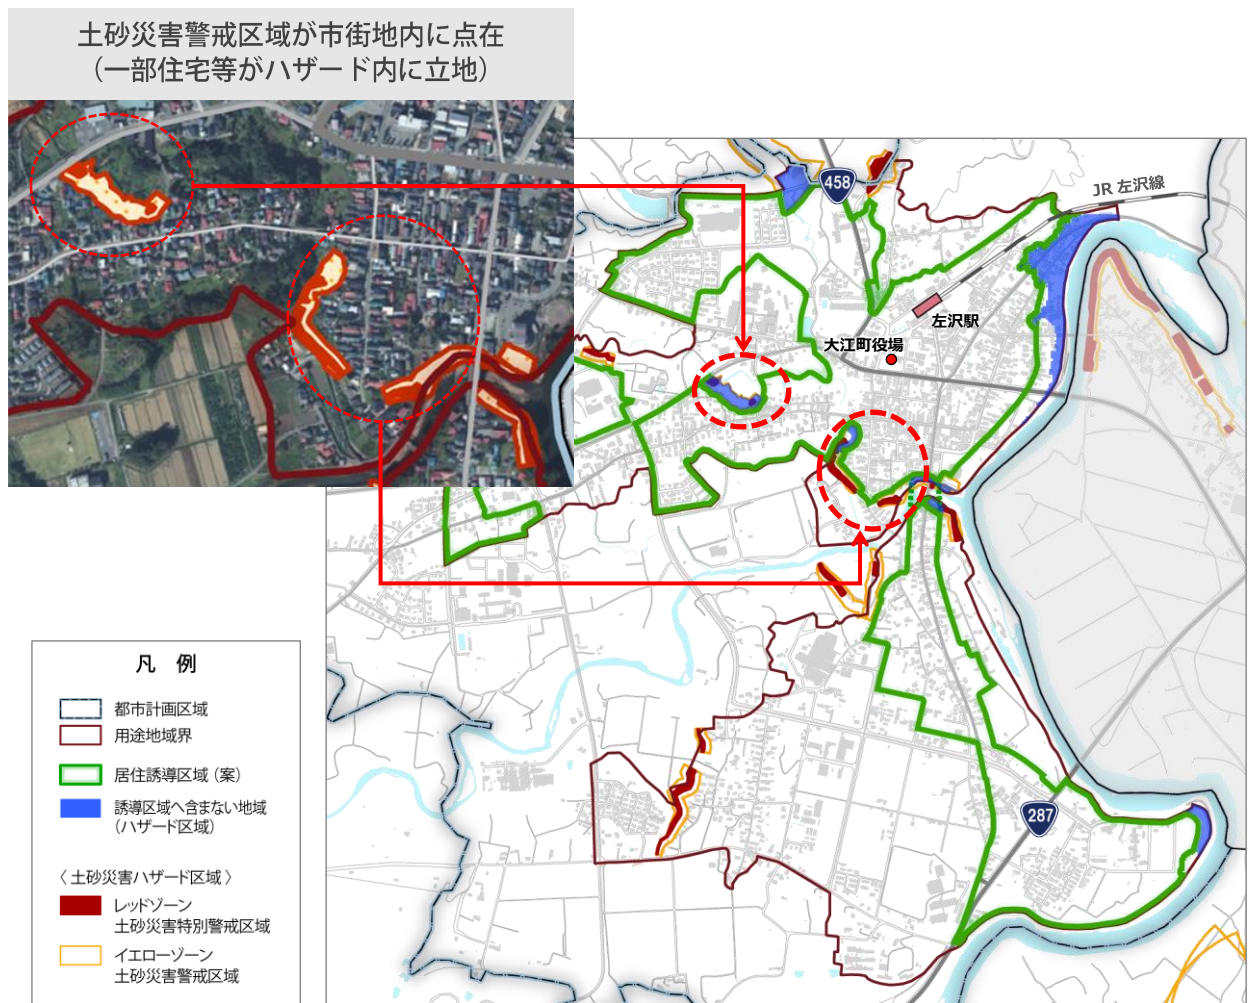 土砂災害警戒区域が市街地内に点在
（一部住宅等がハザード内に立地）
458
JR 左沢線
左沢駅
大江町役場
287
凡 例
都市計画区域
用途地域界
居住誘導区域（案）
誘導区域へ含まない地域
（ハザード区域）
〈 土砂災害ハザード区域 〉
レッドゾーン
土砂災害特別警戒区域
イエローゾーン
土砂災害警戒区域